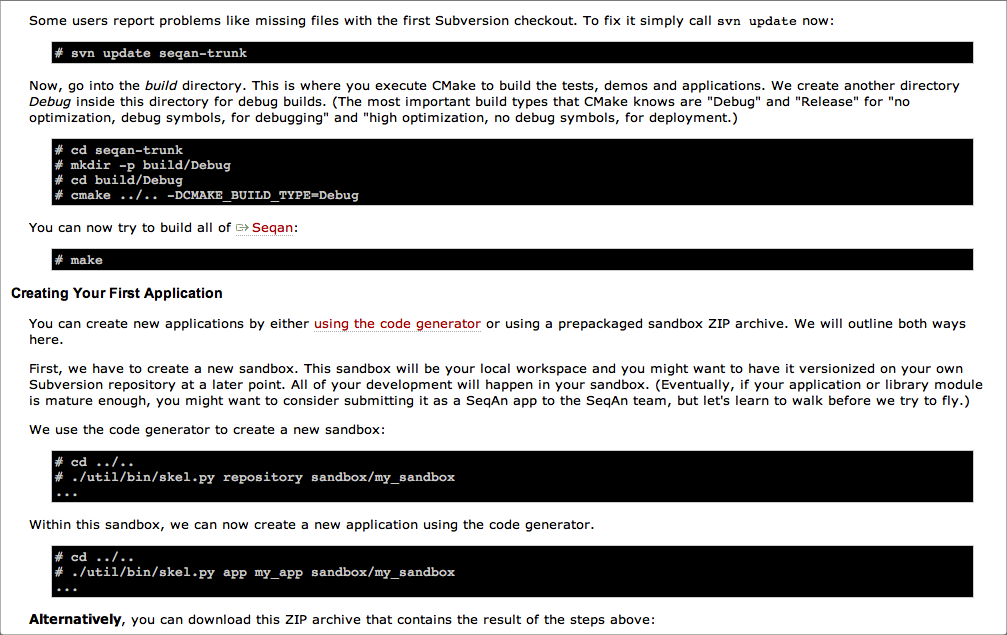 Some users report problems like missing files with the first Subversion checkout. To fix it simply call svn update now:
# svn update seqan-trunk
Now, go into the build directory. This is where you execute CMake to build the tests, demos and applications. We create another directory
Debug inside this directory for debug builds. (The most important build types that CMake knows are "Debug" and "Release" for "no
optimization, debug symbols, for debugging" and "high optimization, no debug symbols, for deployment.)
# cd seqan-trunk
# mkdir -p build/Debug
# cd build/Debug
# cmake ../.. -DCMAKE_BUILD_TYPE=Debug
You can now try to build all of Seqan:
# make
Creating Your First Application
You can create new applications by either using the code generator or using a prepackaged sandbox ZIP archive. We will outline both ways
here.
First, we have to create a new sandbox. This sandbox will be your local workspace and you might want to have it versionized on your own
Subversion repository at a later point. All of your development will happen in your sandbox. (Eventually, if your application or library module
is mature enough, you might want to consider submitting it as a SeqAn app to the SeqAn team, but let's learn to walk before we try to fly.)
We use the code generator to create a new sandbox:
# cd ../..
# ./util/bin/skel.py repository sandbox/my_sandbox
...
Within this sandbox, we can now create a new application using the code generator.
# cd ../..
# ./util/bin/skel.py app my_app sandbox/my_sandbox
...
Alternatively, you can download this ZIP archive that contains the result of the steps above: